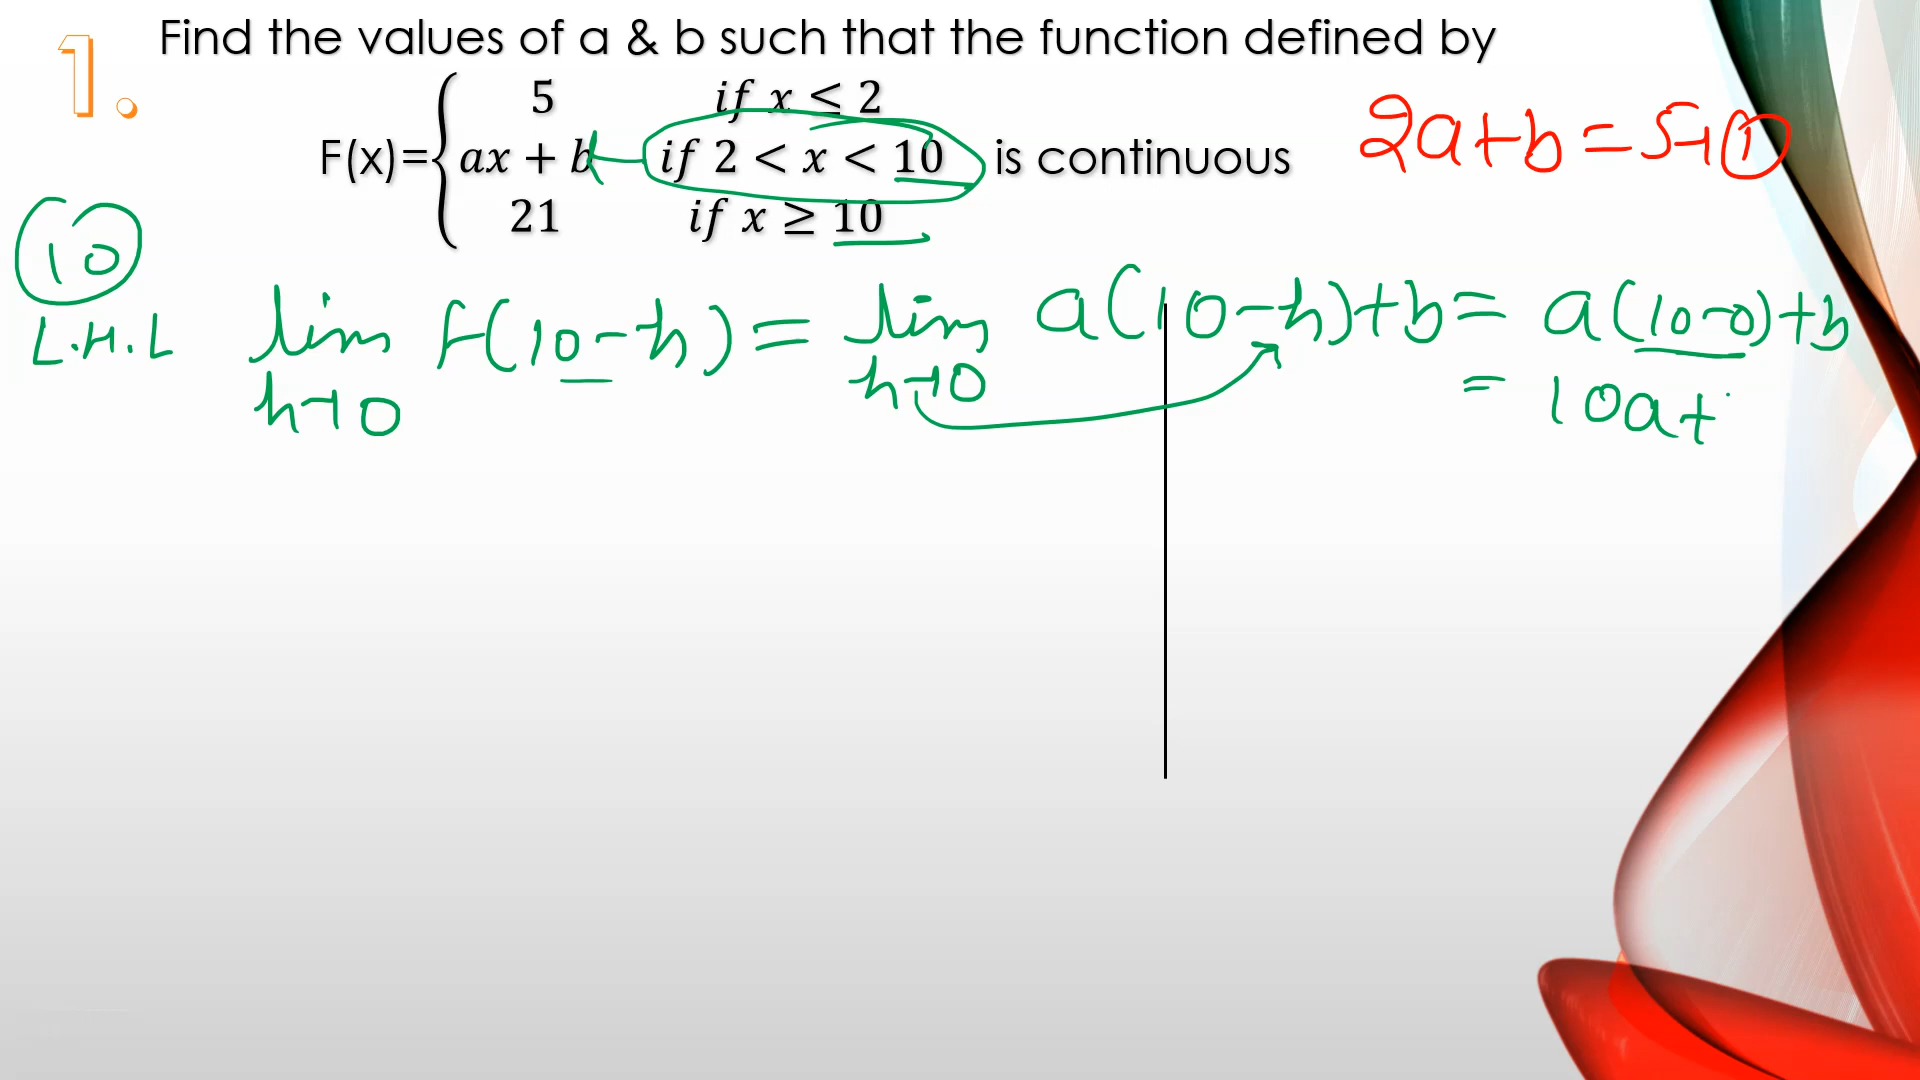 1.
Find the values of a & b such that the function defined by
5 if x ≤ 2
F(x)={ ax + b if 2 < x < 10 is continuous
21 if x ≥ 10
2a+b=5→①
10
L.H.L lim h→0 f(10-h) = lim h→0 a(10-h)+b = a(10-0)+b
= 10a+